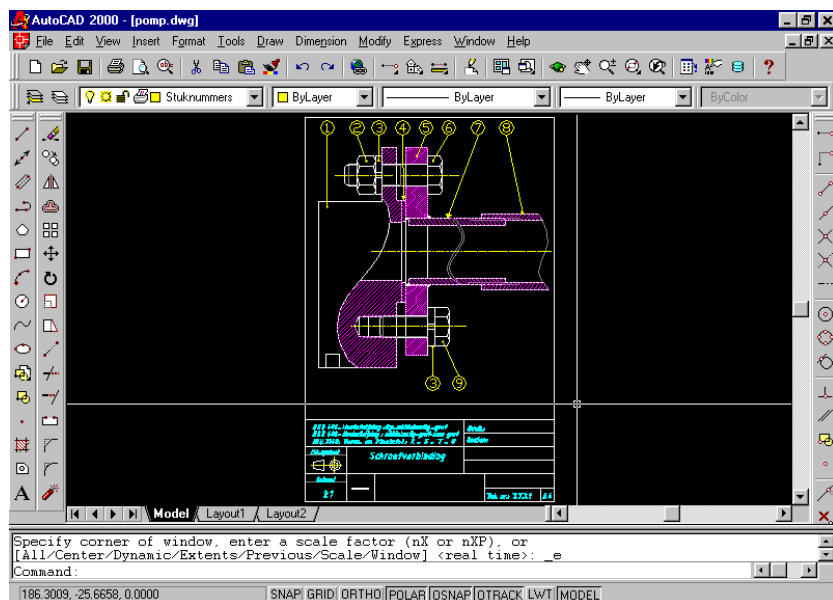 AutoCAD 2000 - [pomp.dwg]
File Edit View Insert Format Tools Draw Dimension Modify Express Window Help
Stuknummers ByLayer ByLayer ByLayer ByColor
1 2 3 4 5 6 7 8
3 9
Schroefverbinding
Model Layout1 Layout2
Specify corner of window, enter a scale factor (nX or nXP), or
[All/Center/Dynamic/Extents/Previous/Scale/Window] <real time>: _e
Command:
186.3009, -25.6658, 0.0000 SNAP GRID ORTHO POLAR OSNAP OTRACK LWT MODEL